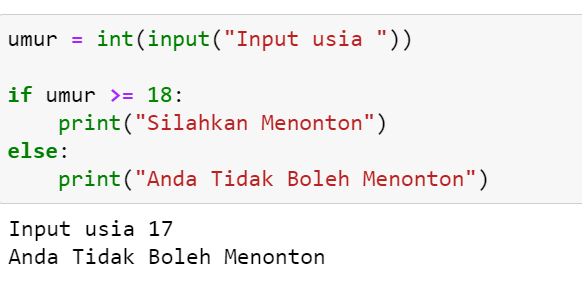 umur = int(input("Input usia "))
if umur >= 18:
    print("Silahkan Menonton")
else:
    print("Anda Tidak Boleh Menonton")
Input usia 17
Anda Tidak Boleh Menonton